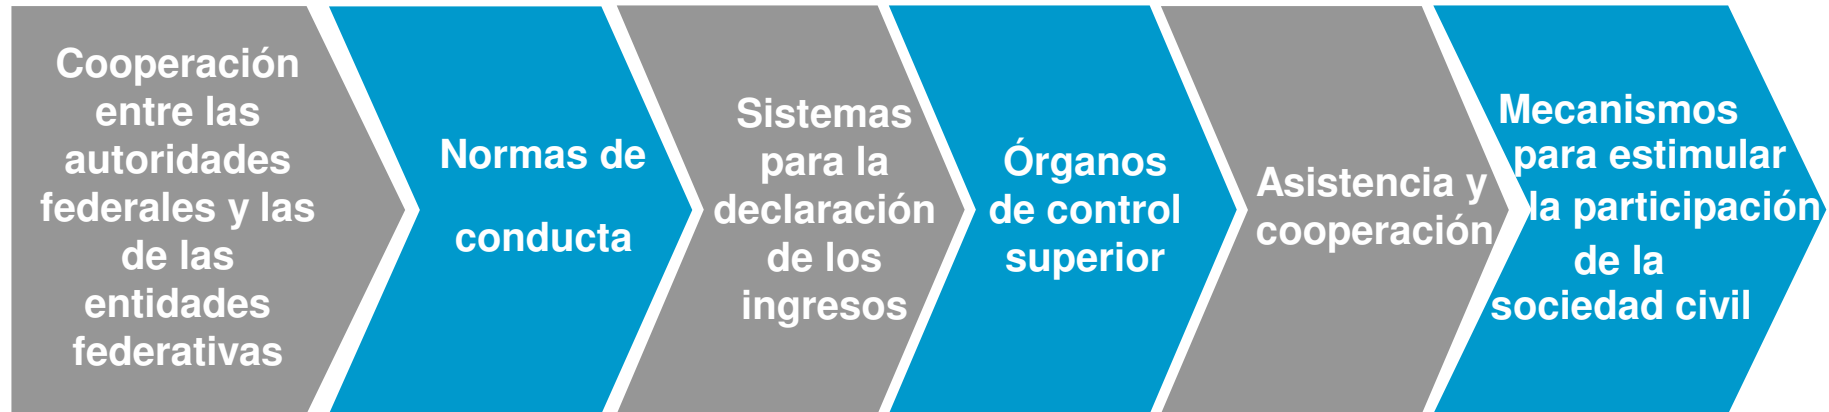 Cooperación
entre las
autoridades
federales y las
de las
entidades
federativas
Normas de
conducta
Sistemas
para la
declaración
de los
ingresos
Órganos
de control
superior
Asistencia y
cooperación
Mecanismos
para estimular
la participación
de la
sociedad civil